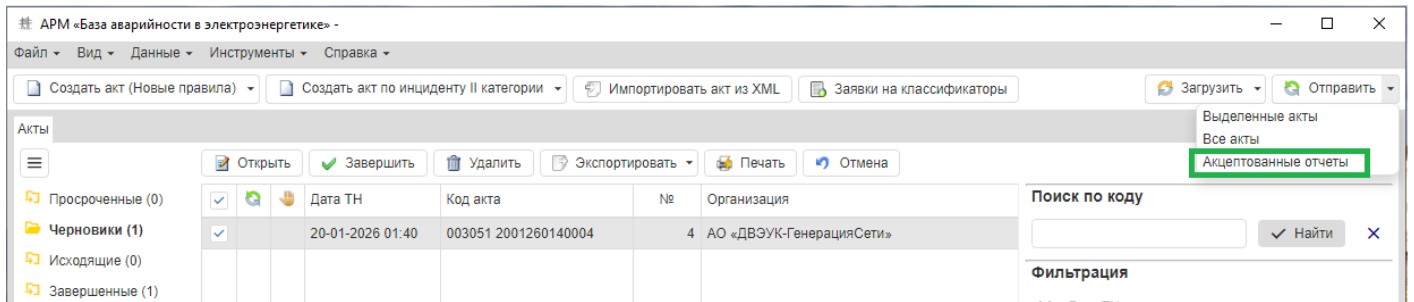 АРМ «База аварийности в электроэнергетике» -
Файл Вид Данные Инструменты Справка
Создать акт (Новые правила) Создать акт по инциденту II категории Импортировать акт из XML Заявки на классификаторы Загрузить Отправить
Выделенные акты
Все акты
Акцептованные отчеты
Акты
Открыть Завершить Удалить Экспортировать Печать Отмена
Просроченные (0)
Черновики (1)
Исходящие (0)
Завершенные (1)
Дата ТН Код акта № Организация
20-01-2026 01:40 003051 2001260140004 4 АО «ДВЭУК-ГенерацияСети»
Поиск по коду
Найти
Фильтрация